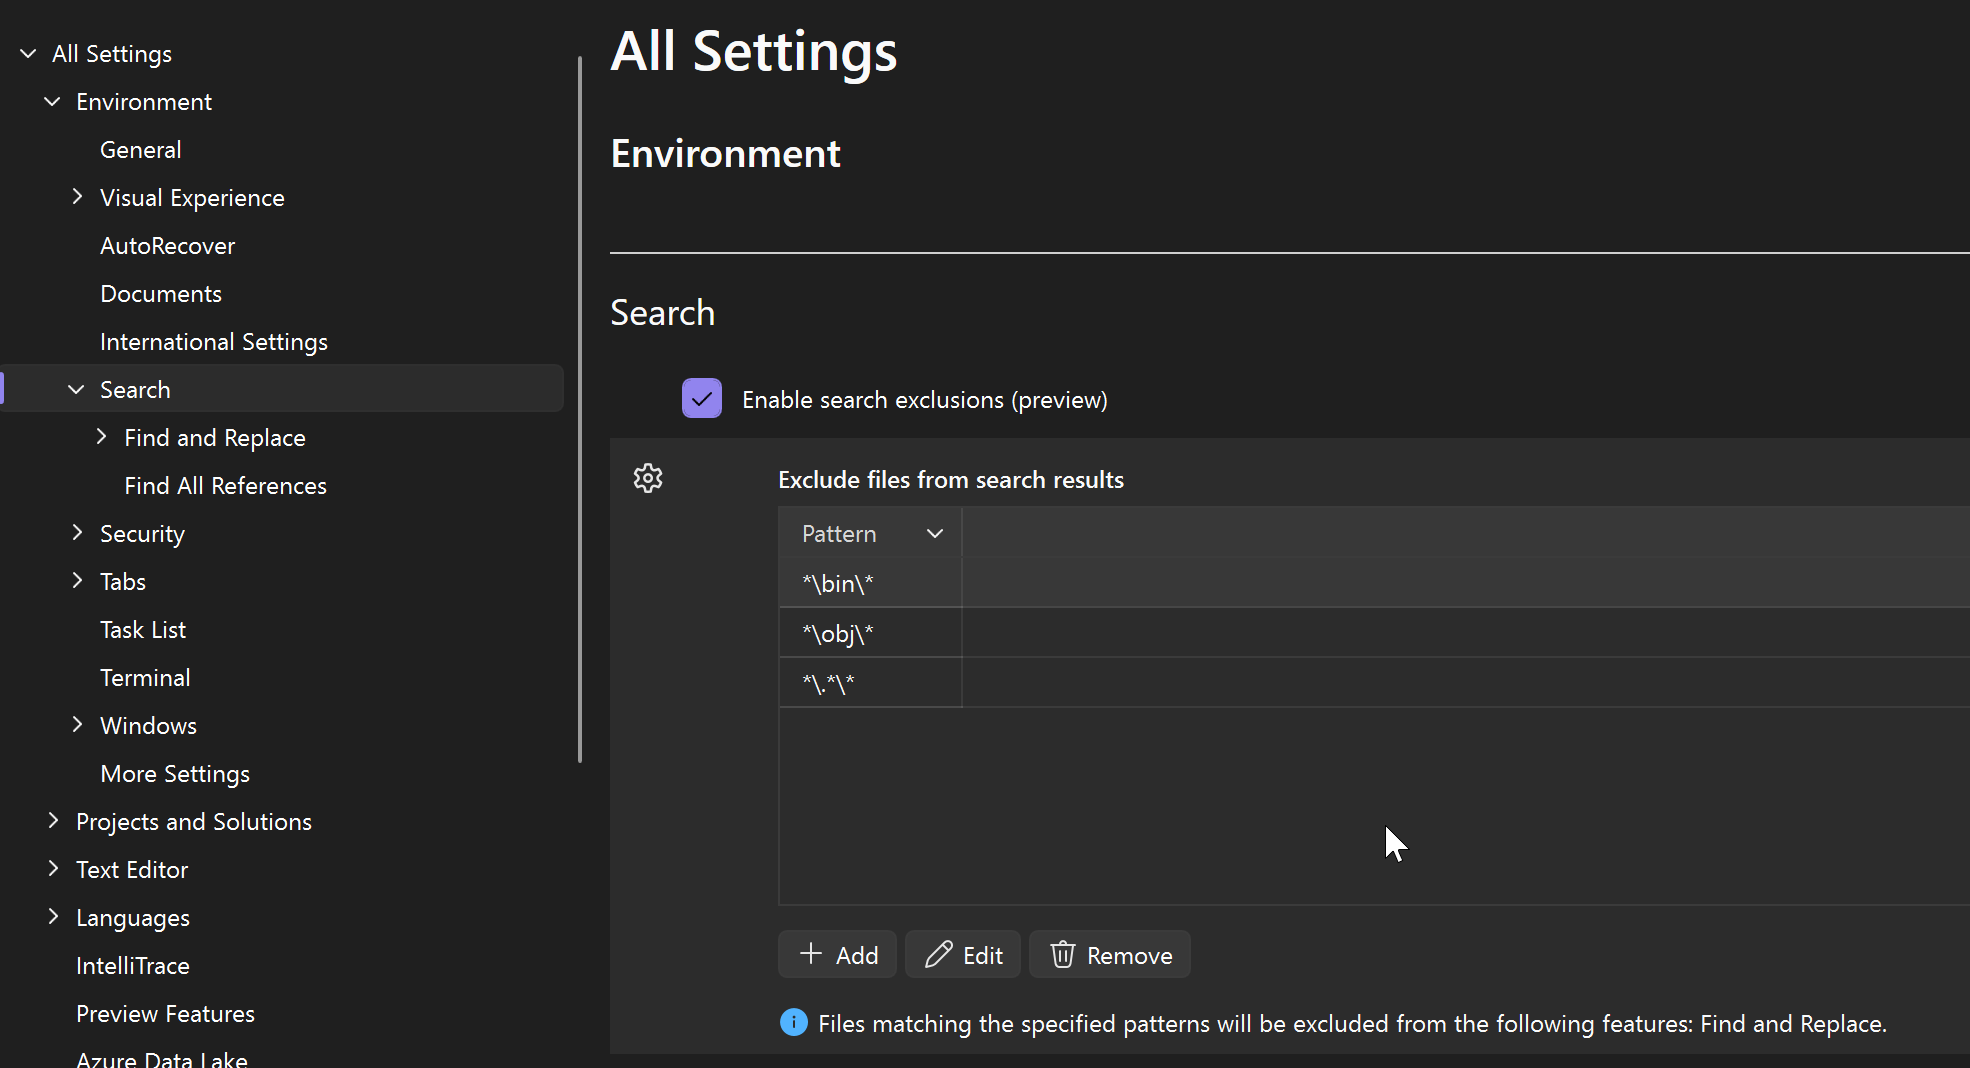 All Settings
Environment
General
Visual Experience
AutoRecover
Documents
International Settings
Search
Find and Replace
Find All References
Security
Tabs
Task List
Terminal
Windows
More Settings
Projects and Solutions
Text Editor
Languages
IntelliTrace
Preview Features
Azure Data Lake
All Settings
Environment
Search
Enable search exclusions (preview)
Exclude files from search results
Pattern
*\bin\*
*\obj\*
*\.*\*
Add Edit Remove
Files matching the specified patterns will be excluded from the following features: Find and Replace.